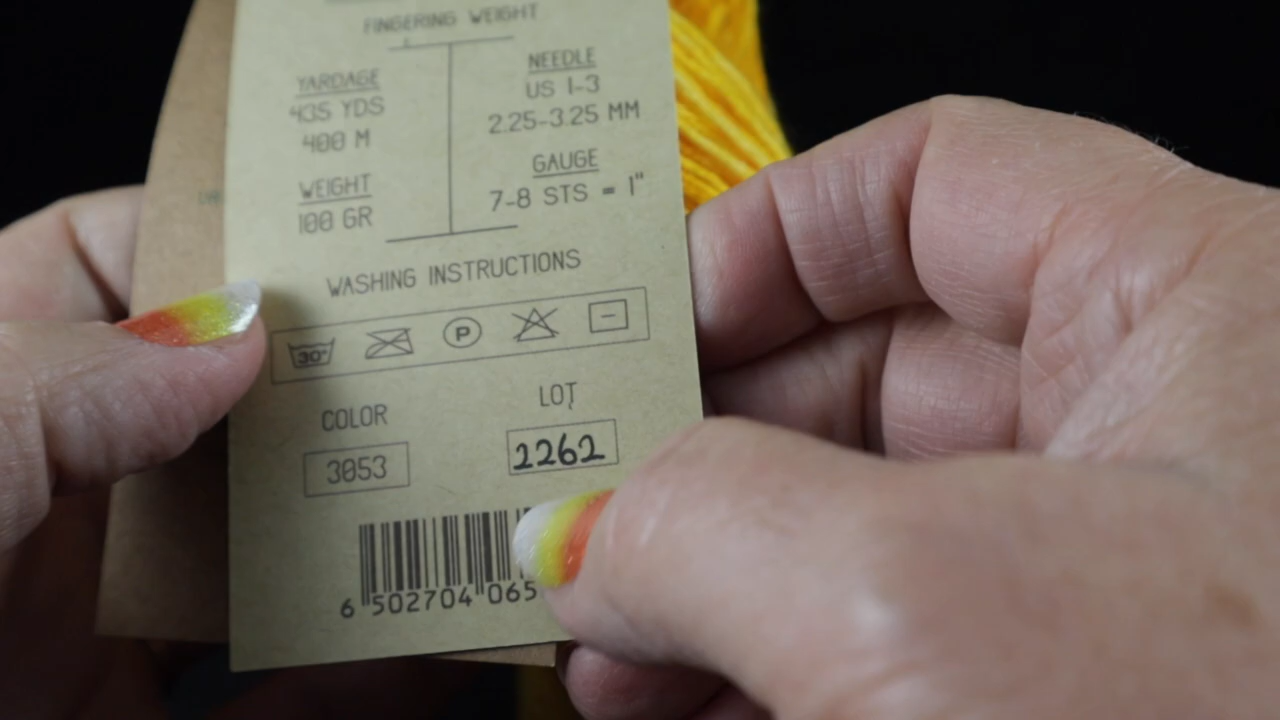 FINGERING WEIGHT
YARDAGE
435 YDS
400 M
WEIGHT
100 GR
NEEDLE
US 1-3
2.25-3.25 MM
GAUGE
7-8 STS = 1"
WASHING INSTRUCTIONS
30° P
COLOR
3053
LOT
2262
6 502704 065